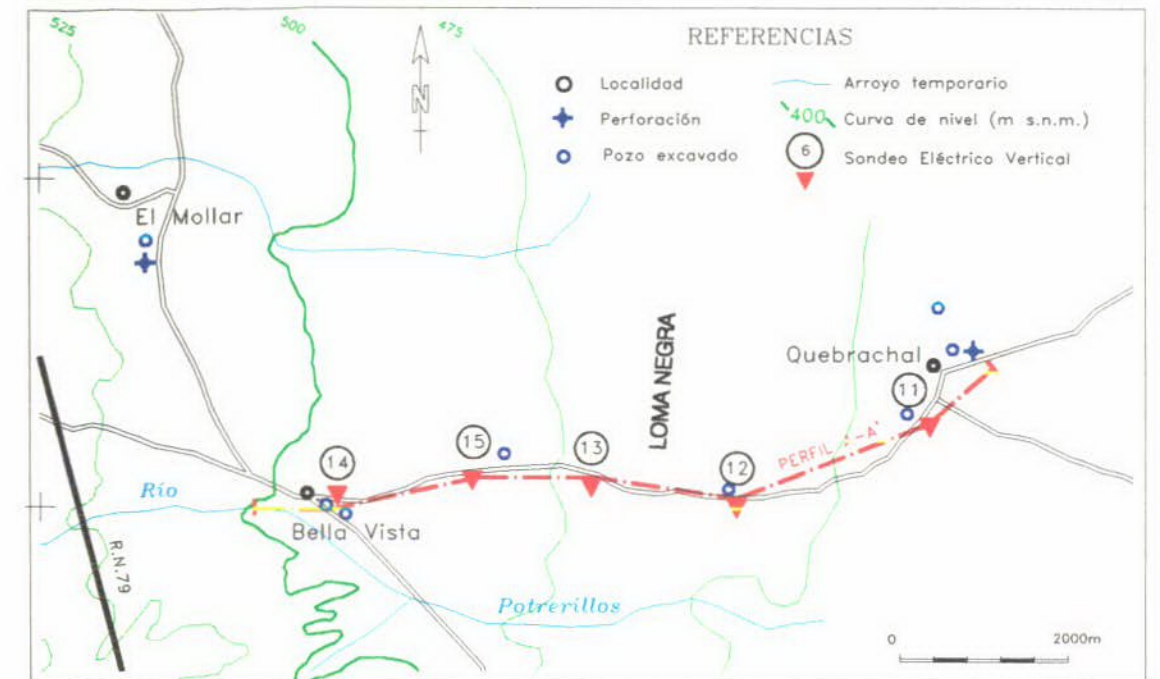 525
500
475
N
REFERENCIAS
Localidad
Perforación
Pozo excavado
Arroyo temporario
400 Curva de nivel (m s.n.m.)
6 Sondeo Eléctrico Vertical
El Mollar
LOMA NEGRA
Quebrachal
11
15
13
14
12
PERFIL A-A'
Río
Bella Vista
R.N.79
Potrerillos
0 2000m